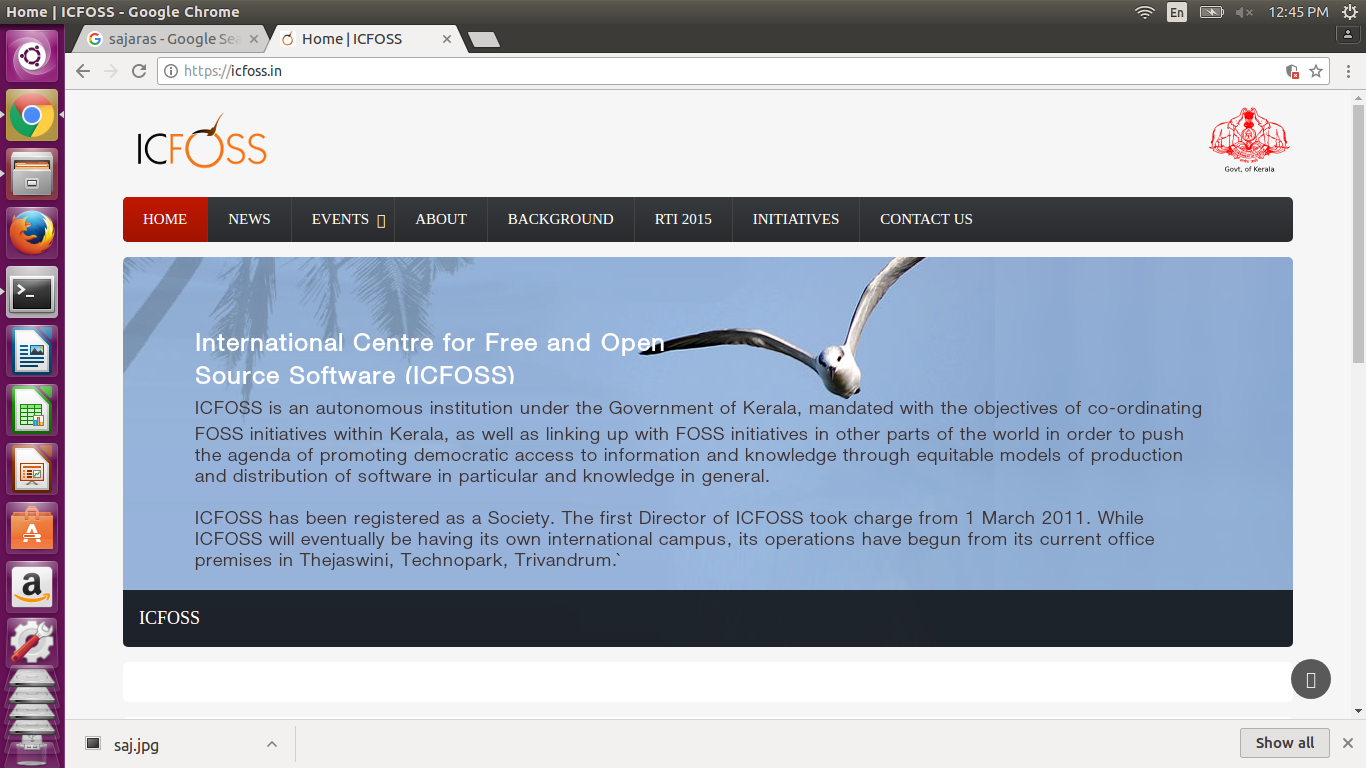 Home | ICFOSS - Google Chrome
En
12:45 PM
sajaras - Google Sea
Home | ICFOSS
https://icfoss.in
ICFOSS
Govt. of Kerala
HOME NEWS EVENTS ABOUT BACKGROUND RTI 2015 INITIATIVES CONTACT US
International Centre for Free and Open
Source Software (ICFOSS)
ICFOSS is an autonomous institution under the Government of Kerala, mandated with the objectives of co-ordinating
FOSS initiatives within Kerala, as well as linking up with FOSS initiatives in other parts of the world in order to push
the agenda of promoting democratic access to information and knowledge through equitable models of production
and distribution of software in particular and knowledge in general.
ICFOSS has been registered as a Society. The first Director of ICFOSS took charge from 1 March 2011. While
ICFOSS will eventually be having its own international campus, its operations have begun from its current office
premises in Thejaswini, Technopark, Trivandrum.`
ICFOSS
saj.jpg
Show all